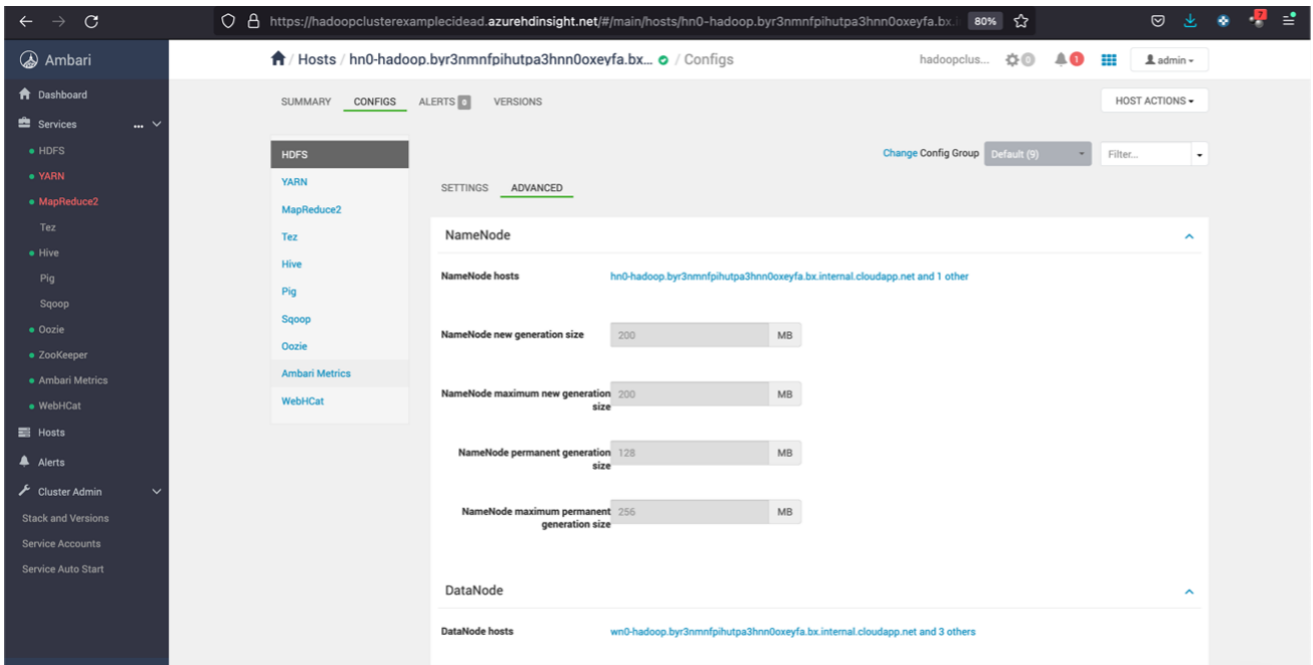 https://hadoopclusterexamplecidead.azurehdinsight.net/#/main/hosts/hn0-hadoop.byr3nmnfpihutpa3hnn0oxeyfa.bx.i
80%
Ambari
/ Hosts / hn0-hadoop.byr3nmnfpihutpa3hnn0oxeyfa.bx... / Configs
hadoopclus... 0 1 admin
Dashboard
Services ...
HDFS
YARN
MapReduce2
Tez
Hive
Pig
Sqoop
Oozie
ZooKeeper
Ambari Metrics
WebHCat
Hosts
Alerts
Cluster Admin
Stack and Versions
Service Accounts
Service Auto Start
SUMMARY CONFIGS ALERTS 0 VERSIONS
HOST ACTIONS
HDFS
YARN
MapReduce2
Tez
Hive
Pig
Sqoop
Oozie
Ambari Metrics
WebHCat
Change Config Group Default (9) Filter...
SETTINGS ADVANCED
NameNode
NameNode hosts hn0-hadoop.byr3nmnfpihutpa3hnn0oxeyfa.bx.internal.cloudapp.net and 1 other
NameNode new generation size 200 MB
NameNode maximum new generation 200 MB
size
NameNode permanent generation 128 MB
size
NameNode maximum permanent 256 MB
generation size
DataNode
DataNode hosts wn0-hadoop.byr3nmnfpihutpa3hnn0oxeyfa.bx.internal.cloudapp.net and 3 others